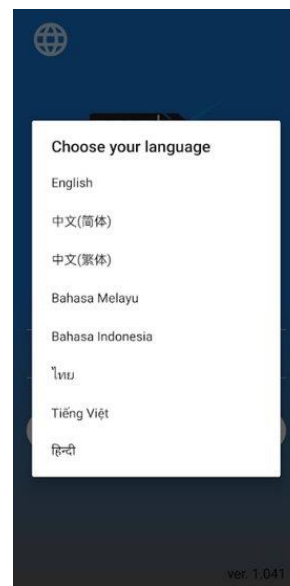 Choose your language
English
中文(简体)
中文(繁体)
Bahasa Melayu
Bahasa Indonesia
ไทย
Tiếng Việt
हिन्दी
ver. 1.041